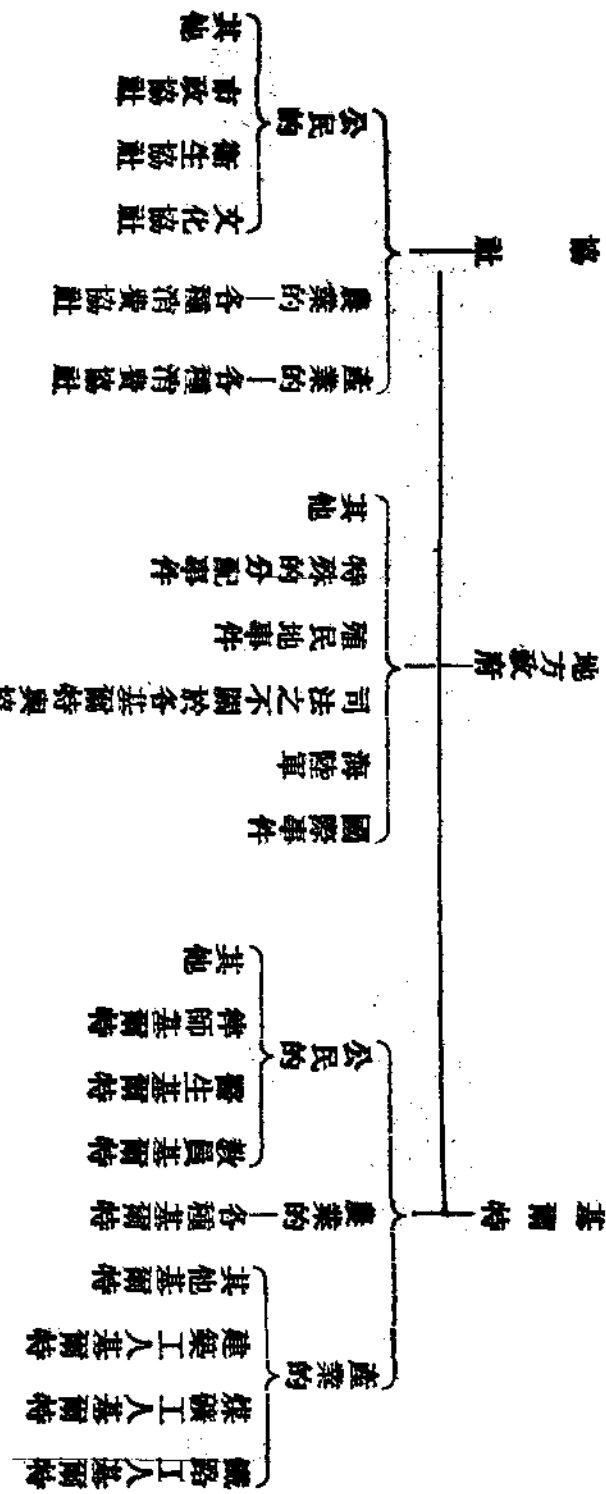 基爾特
產業的
鐵路工人基爾特
煤礦工人基爾特
建築工人基爾特
其他基爾特
農業的—各種基爾特
公民的
教員基爾特
醫生基爾特
律師基爾特
其他
地方政府
國際事件
海陸軍
司法之不關於各基爾特與
殖民地事件
特殊的分配事件
其他
協社
產業的—各種消費協社
農業的—各種消費協社
公民的
文化協社
衛生協社
市政協社
其他